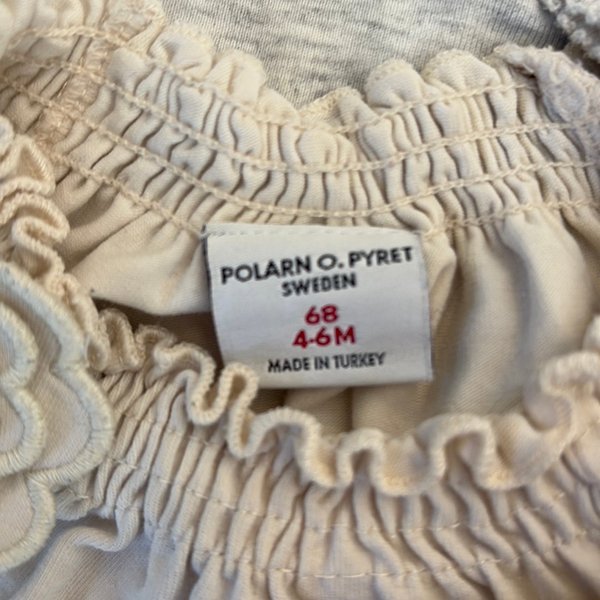 POLARN O. PYRET
SWEDEN
68
4-6M
MADE IN TURKEY